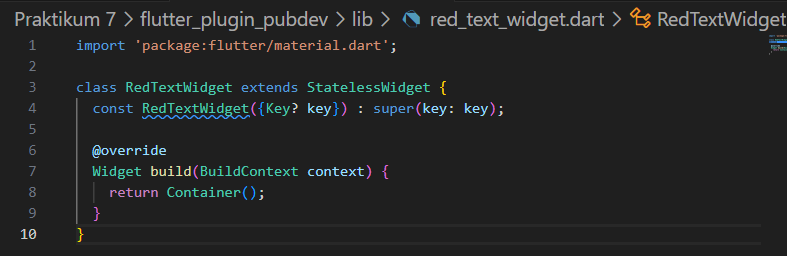 Praktikum 7 > flutter_plugin_pubdev > lib > red_text_widget.dart > RedTextWidget
1 import 'package:flutter/material.dart';
2
3 class RedTextWidget extends StatelessWidget {
4   const RedTextWidget({Key? key}) : super(key: key);
5
6   @override
7   Widget build(BuildContext context) {
8     return Container();
9   }
10 }